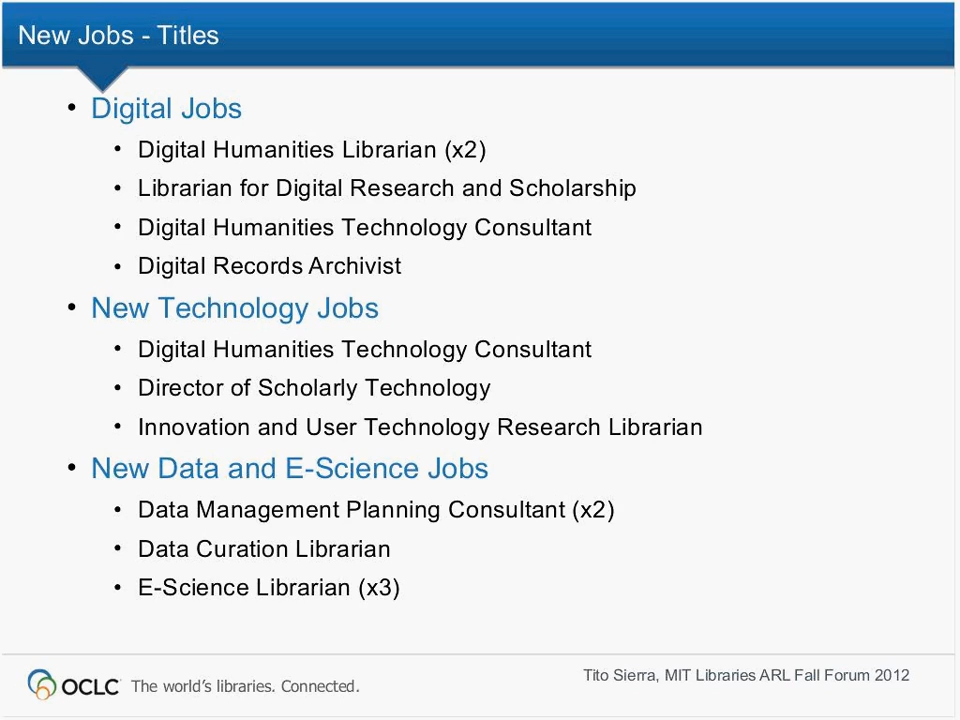 New Jobs - Titles
• Digital Jobs
• Digital Humanities Librarian (x2)
• Librarian for Digital Research and Scholarship
• Digital Humanities Technology Consultant
• Digital Records Archivist
• New Technology Jobs
• Digital Humanities Technology Consultant
• Director of Scholarly Technology
• Innovation and User Technology Research Librarian
• New Data and E-Science Jobs
• Data Management Planning Consultant (x2)
• Data Curation Librarian
• E-Science Librarian (x3)
OCLC The world’s libraries. Connected.
Tito Sierra, MIT Libraries ARL Fall Forum 2012